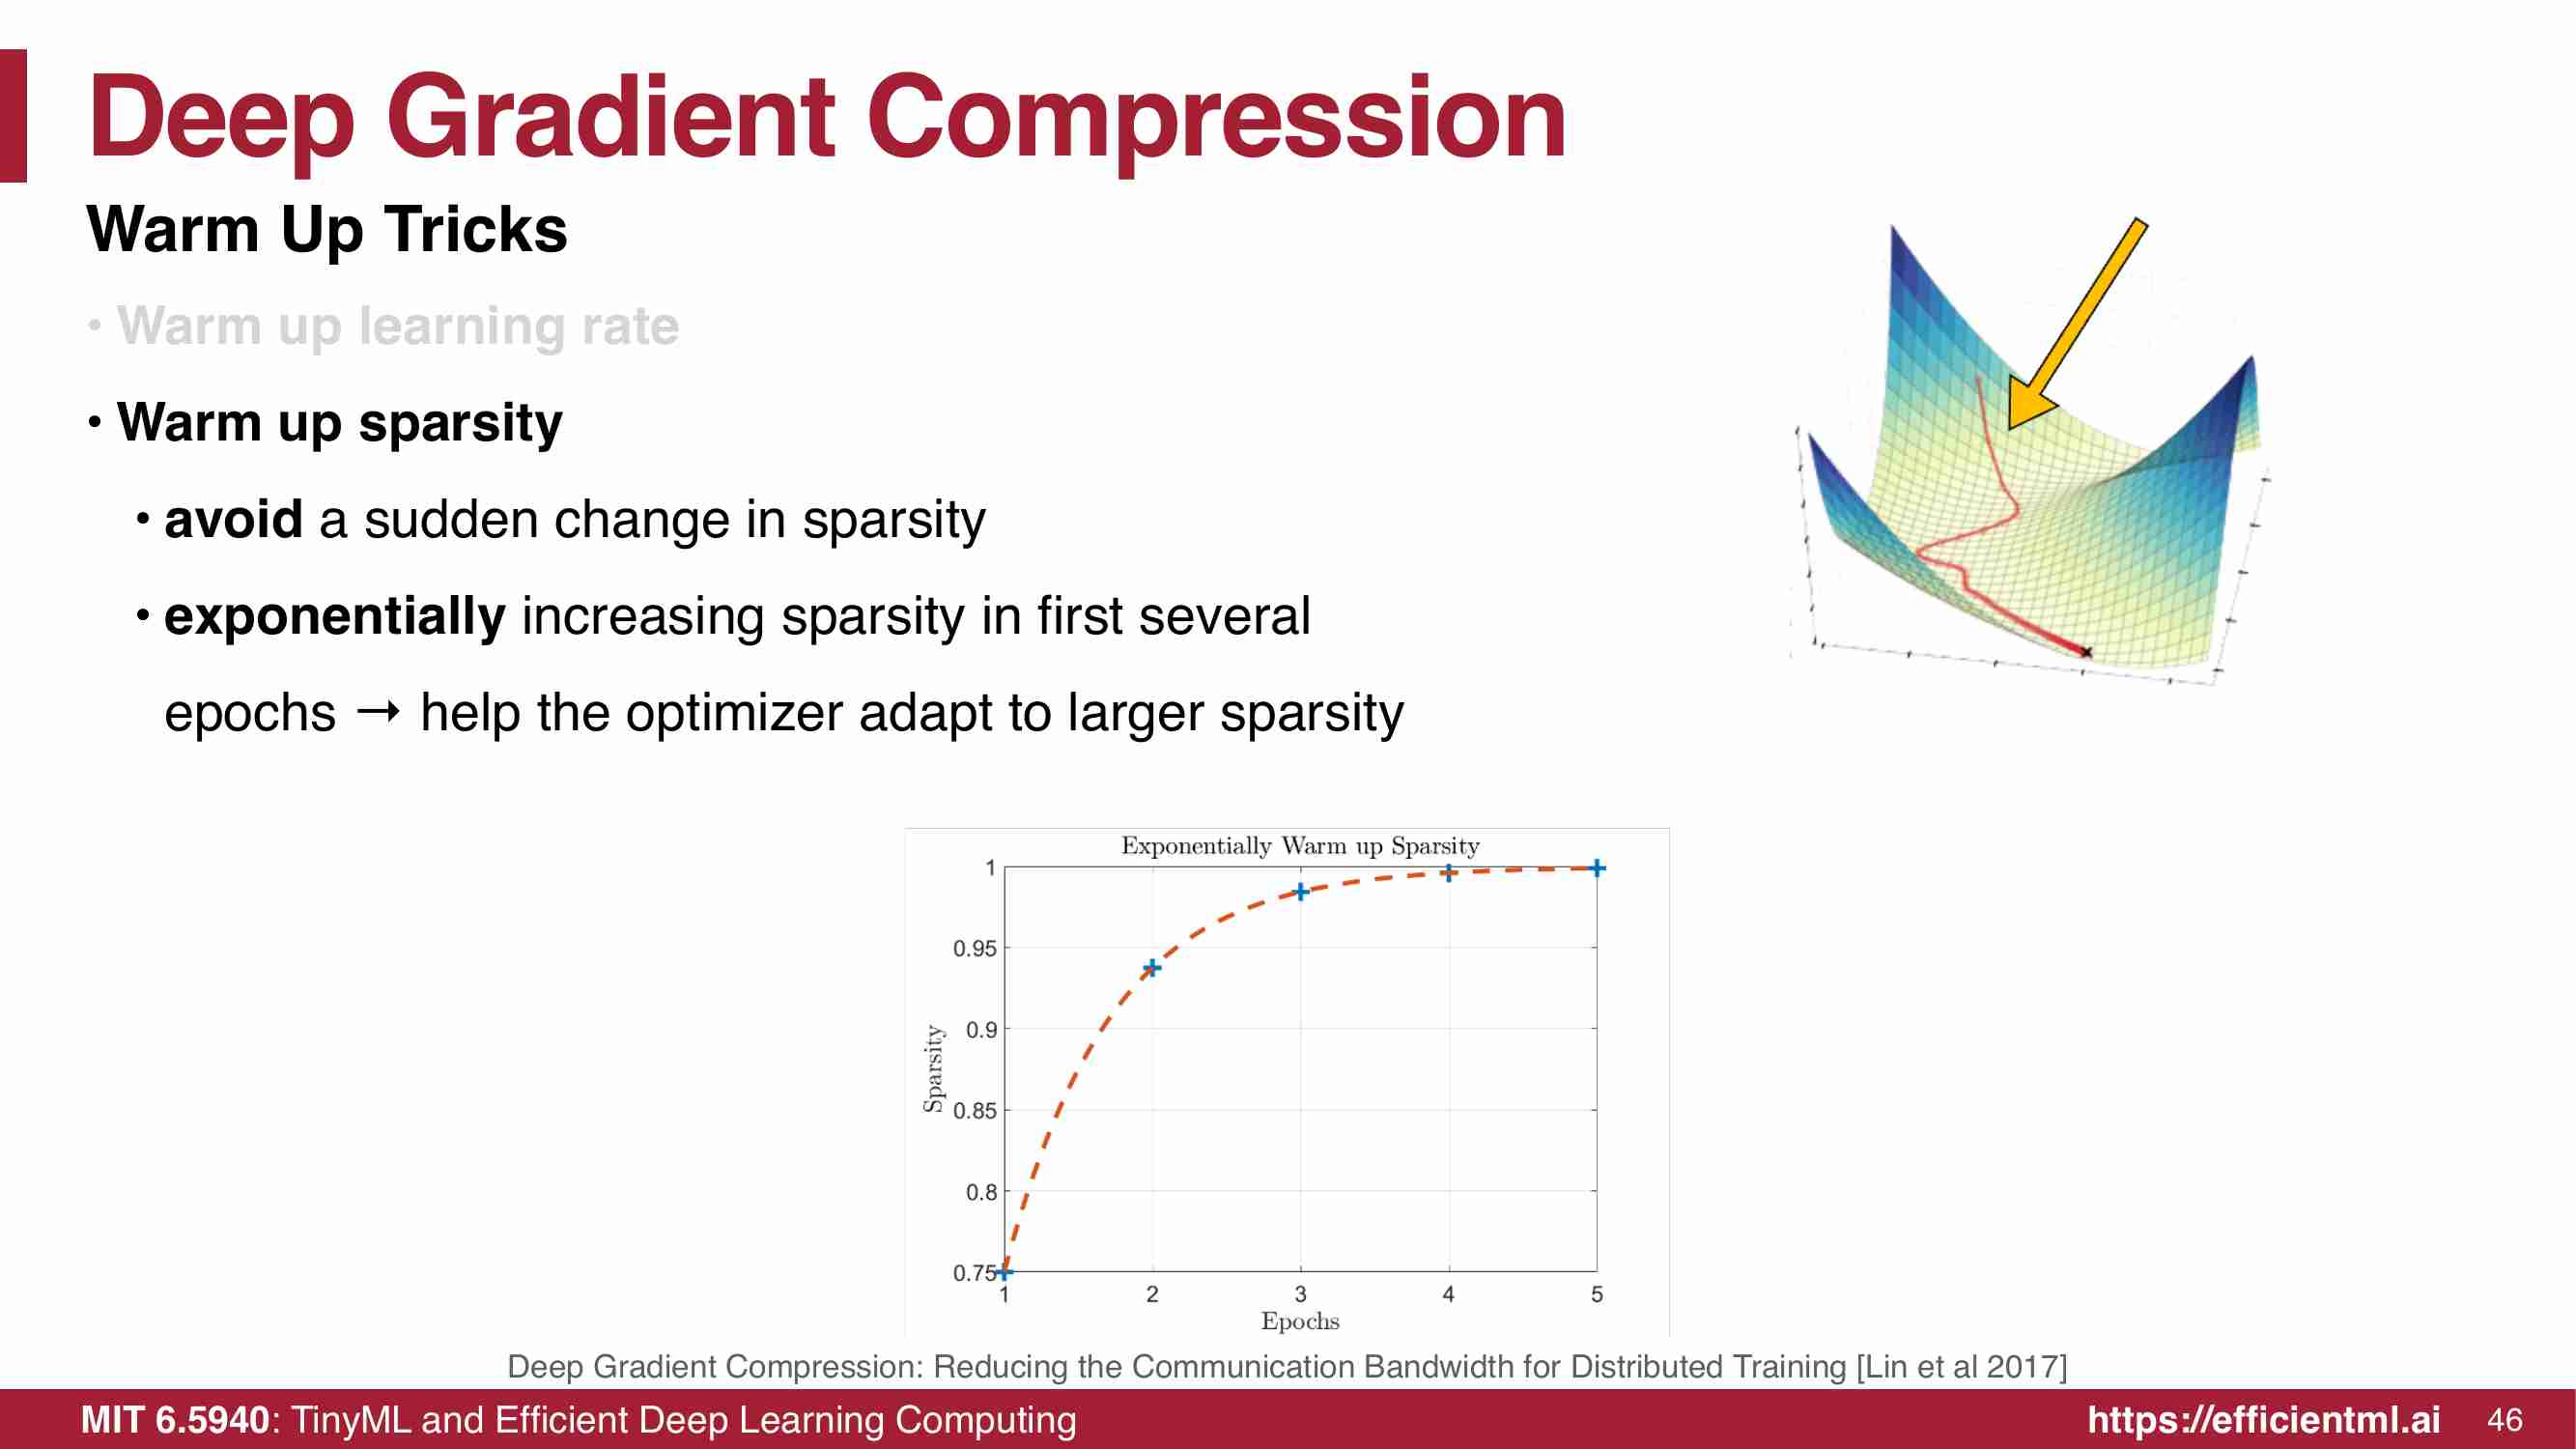 Deep Gradient Compression
Warm Up Tricks
• Warm up learning rate
• Warm up sparsity
• avoid a sudden change in sparsity
• exponentially increasing sparsity in first several
epochs → help the optimizer adapt to larger sparsity
Exponentially Warm up Sparsity
1
0.95
0.9
0.85
0.8
0.75
Sparsity
1 2 3 4 5
Epochs
Deep Gradient Compression: Reducing the Communication Bandwidth for Distributed Training [Lin et al 2017]
MIT 6.5940: TinyML and Efficient Deep Learning Computing https://efficientml.ai 46